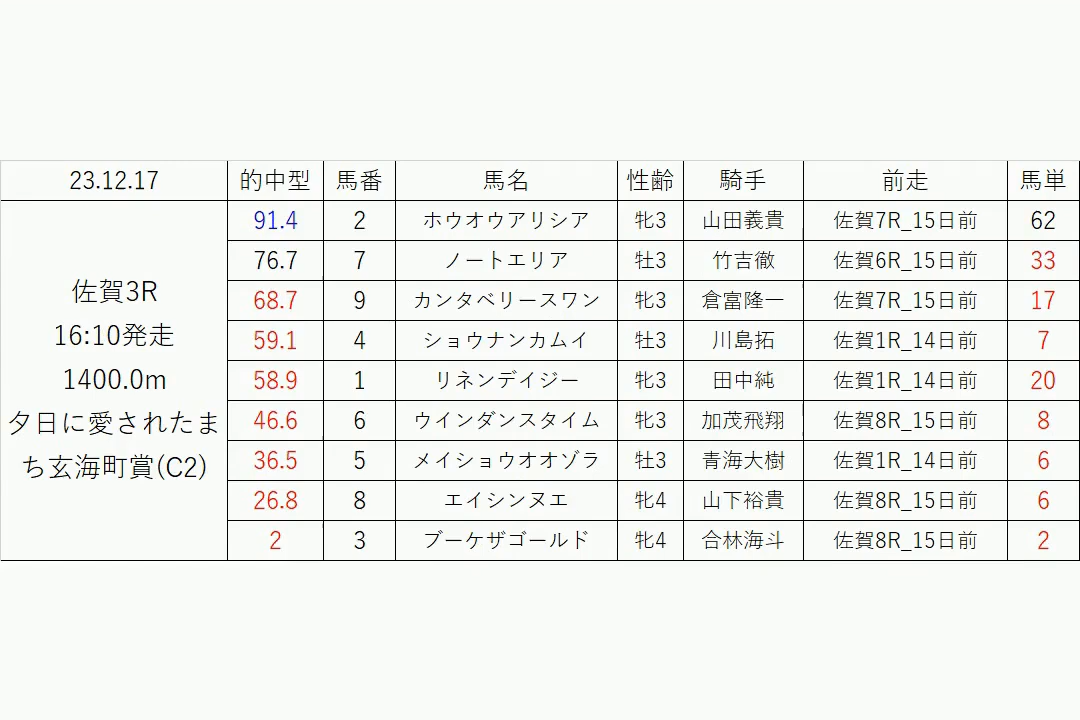 23.12.17 的中型 馬番 馬名 性齢 騎手 前走 馬単
佐賀3R
16:10発走
1400.0m
夕日に愛されたま
ち玄海町賞(C2)
91.4 2 ホウオウアリシア 牝3 山田義貴 佐賀7R_15日前 62
76.7 7 ノートエリア 牡3 竹吉徹 佐賀6R_15日前 33
68.7 9 カンタベリースワン 牝3 倉富隆一 佐賀7R_15日前 17
59.1 4 ショウナンカムイ 牡3 川島拓 佐賀1R_14日前 7
58.9 1 リネンデイジー 牝3 田中純 佐賀1R_14日前 20
46.6 6 ウインダンスタイム 牝3 加茂飛翔 佐賀8R_15日前 8
36.5 5 メイショウオオゾラ 牡3 青海大樹 佐賀1R_14日前 6
26.8 8 エイシンヌエ 牝4 山下裕貴 佐賀8R_15日前 6
2 3 ブーケザゴールド 牝4 合林海斗 佐賀8R_15日前 2